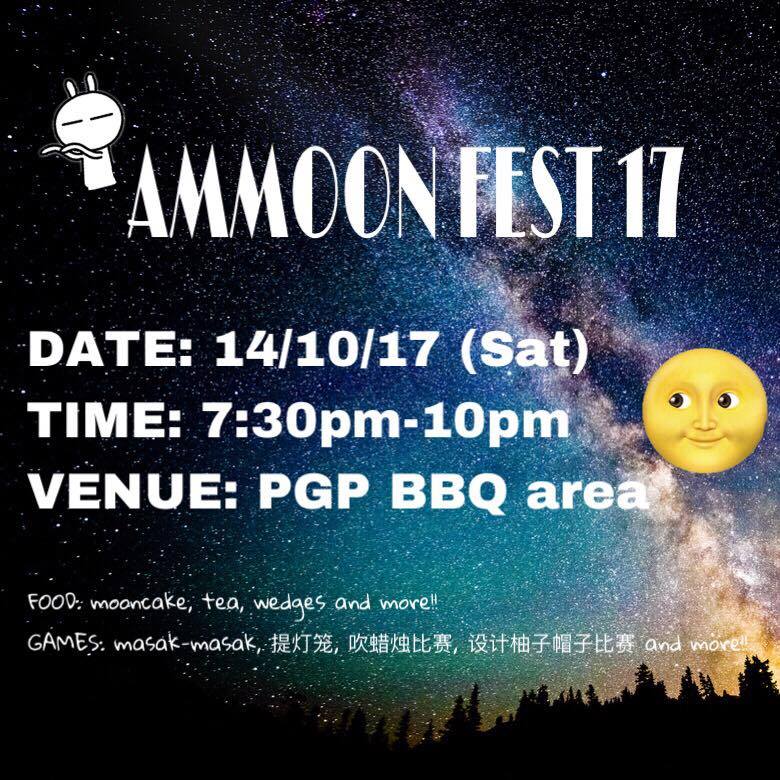 AMMOON FEST 17
DATE: 14/10/17 (Sat)
TIME: 7:30pm-10pm
VENUE: PGP BBQ area
FOOD: mooncake, tea, wedges and more!!
GAMES: masak-masak, 提灯笼, 吹蜡烛比赛, 设计柚子帽子比赛 and more!!